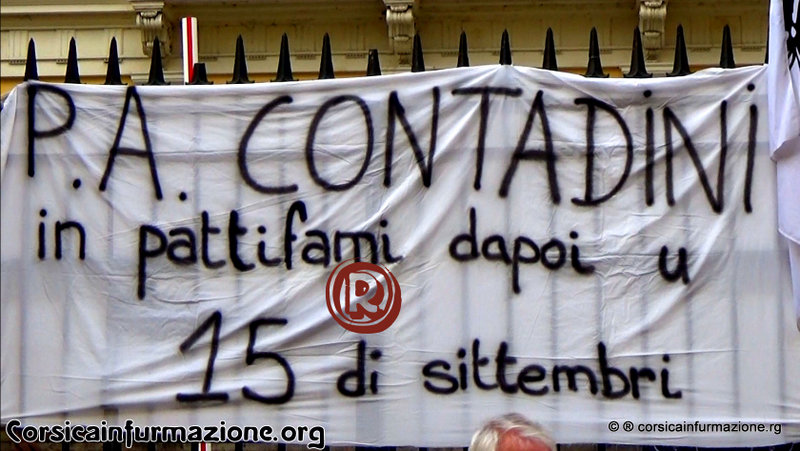 P.A. CONTADINI
in pattifami dapoi u
15 di sittembri
R
Corsicainfurmazione.org
© ® corsicainfurmazione.rg